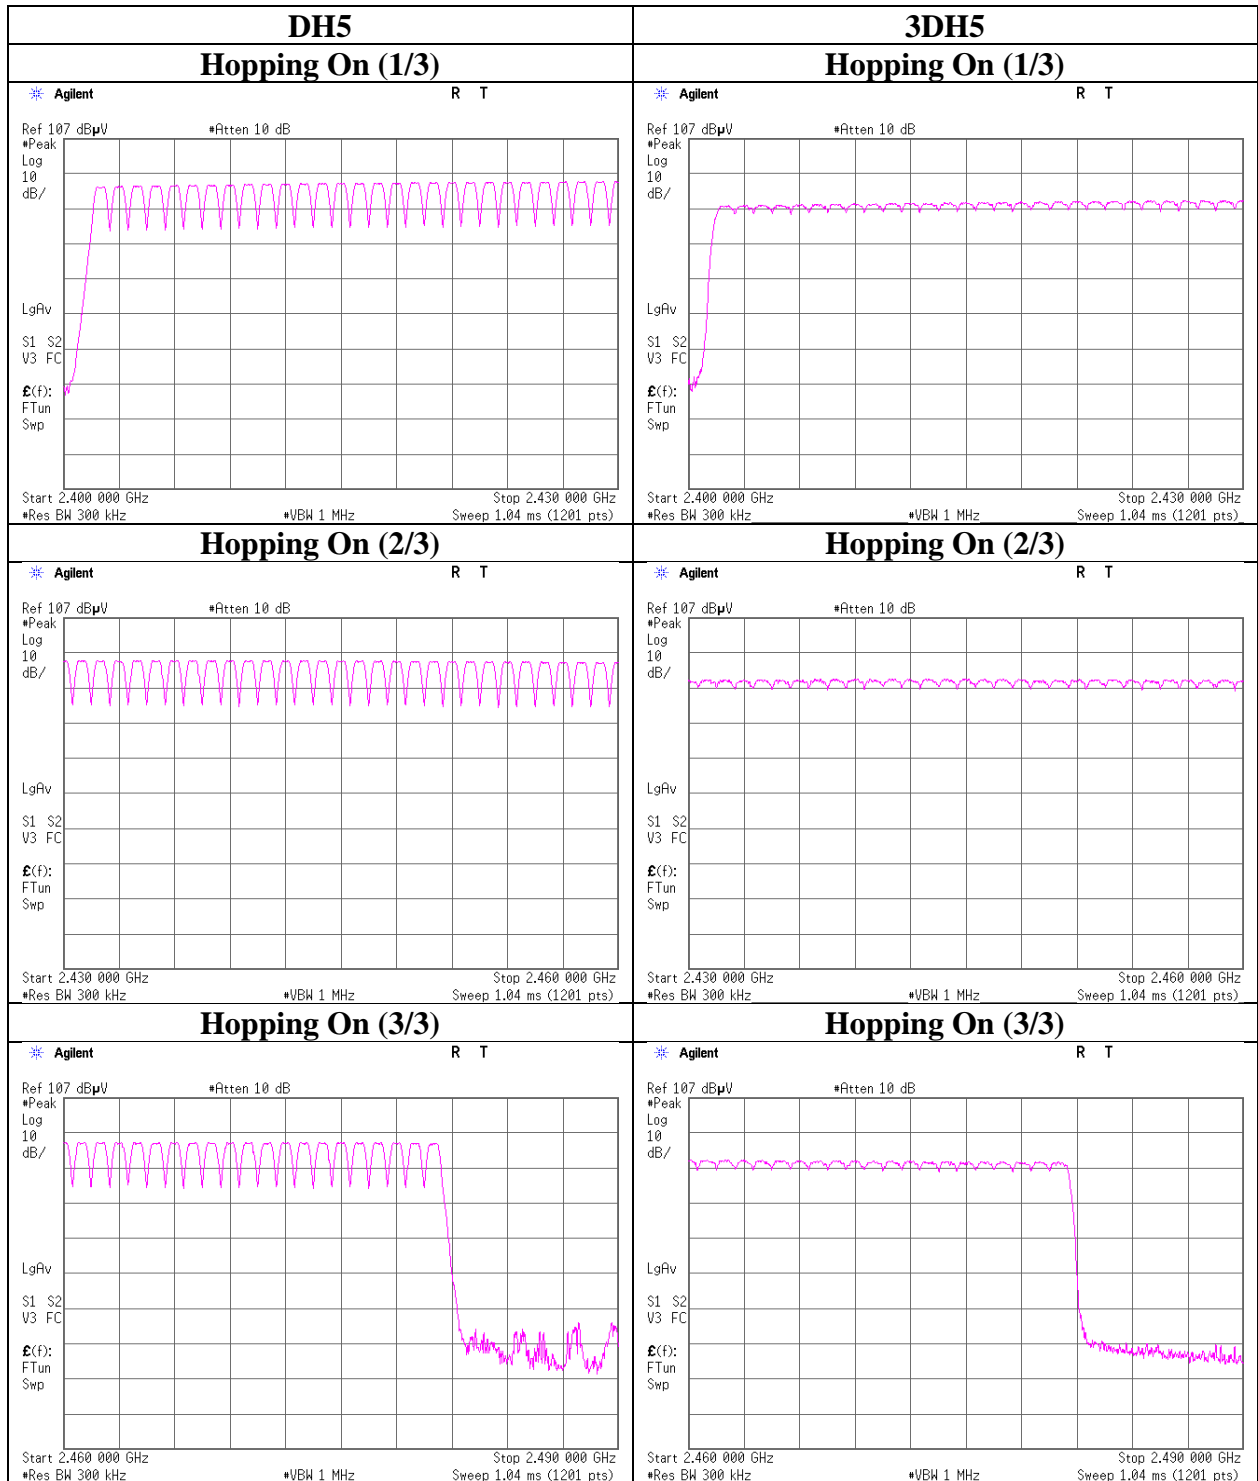 DH5 3DH5
Hopping On (1/3) Hopping On (1/3)
Agilent R T
Ref 107 dBµV #Atten 10 dB
#Peak
Log
10
dB/
LgAv
S1 S2
V3 FC
£(f):
FTun
Swp
Start 2.400 000 GHz Stop 2.430 000 GHz
#Res BW 300 kHz #VBW 1 MHz Sweep 1.04 ms (1201 pts)
Agilent R T
Ref 107 dBµV #Atten 10 dB
#Peak
Log
10
dB/
LgAv
S1 S2
V3 FC
£(f):
FTun
Swp
Start 2.400 000 GHz Stop 2.430 000 GHz
#Res BW 300 kHz #VBW 1 MHz Sweep 1.04 ms (1201 pts)
Hopping On (2/3) Hopping On (2/3)
Agilent R T
Ref 107 dBµV #Atten 10 dB
#Peak
Log
10
dB/
LgAv
S1 S2
V3 FC
£(f):
FTun
Swp
Start 2.430 000 GHz Stop 2.460 000 GHz
#Res BW 300 kHz #VBW 1 MHz Sweep 1.04 ms (1201 pts)
Agilent R T
Ref 107 dBµV #Atten 10 dB
#Peak
Log
10
dB/
LgAv
S1 S2
V3 FC
£(f):
FTun
Swp
Start 2.430 000 GHz Stop 2.460 000 GHz
#Res BW 300 kHz #VBW 1 MHz Sweep 1.04 ms (1201 pts)
Hopping On (3/3) Hopping On (3/3)
Agilent R T
Ref 107 dBµV #Atten 10 dB
#Peak
Log
10
dB/
LgAv
S1 S2
V3 FC
£(f):
FTun
Swp
Start 2.460 000 GHz Stop 2.490 000 GHz
#Res BW 300 kHz #VBW 1 MHz Sweep 1.04 ms (1201 pts)
Agilent R T
Ref 107 dBµV #Atten 10 dB
#Peak
Log
10
dB/
LgAv
S1 S2
V3 FC
£(f):
FTun
Swp
Start 2.460 000 GHz Stop 2.490 000 GHz
#Res BW 300 kHz #VBW 1 MHz Sweep 1.04 ms (1201 pts)